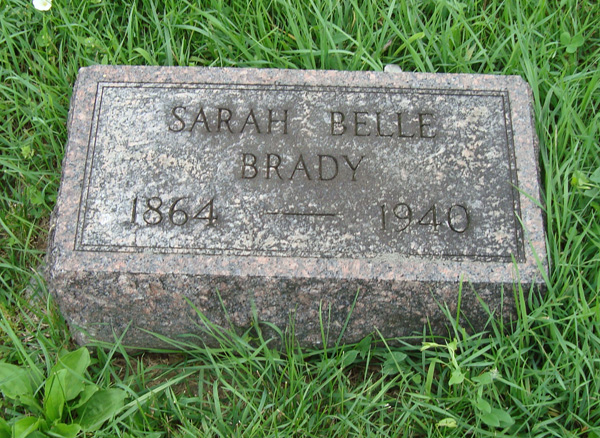 SARAH BELLE
BRADY
1864 — 1940